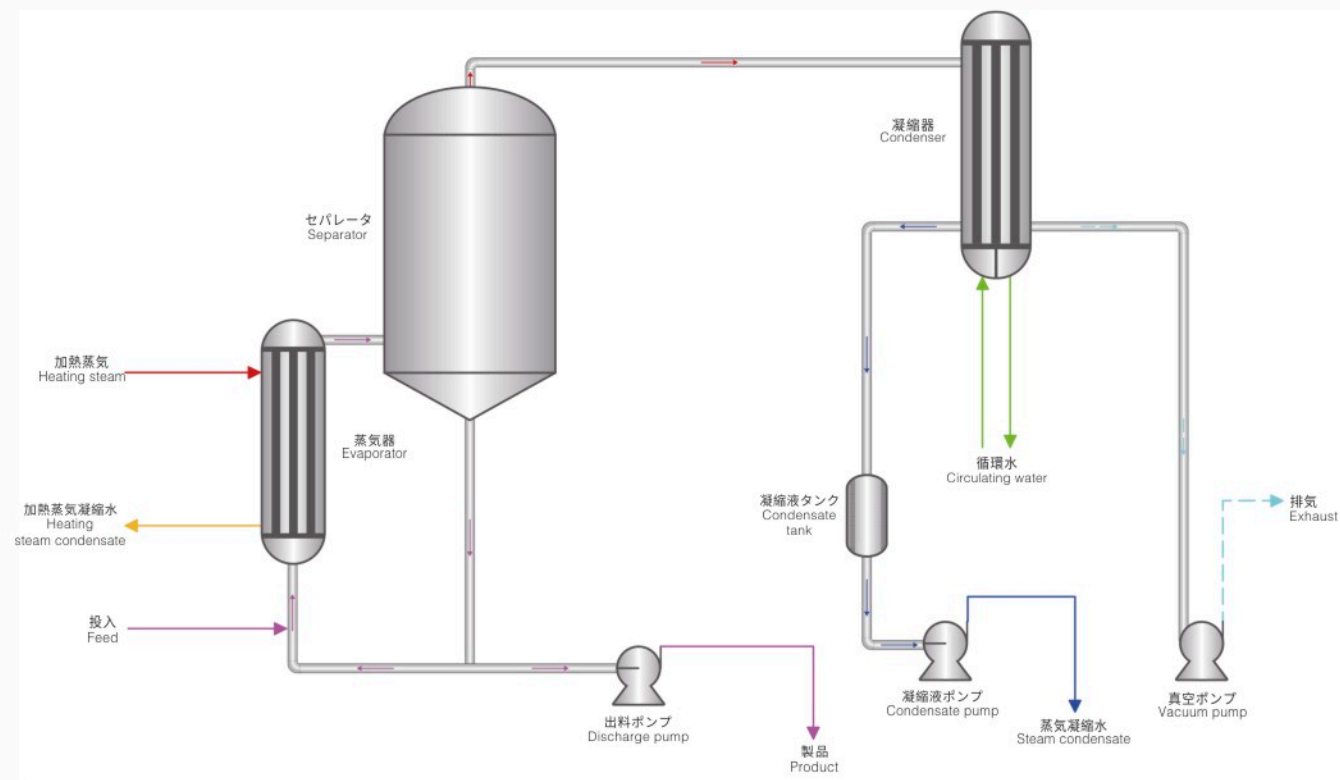 凝縮器
Condenser
セパレータ
Separator
加熱蒸気
Heating steam
蒸気器
Evaporator
循環水
Circulating water
凝縮液タンク
Condensate
tank
排気
Exhaust
加熱蒸気凝縮水
Heating
steam condensate
投入
Feed
出料ポンプ
Discharge pump
凝縮液ポンプ
Condensate pump
真空ポンプ
Vacuum pump
蒸気凝縮水
Steam condensate
製品
Product